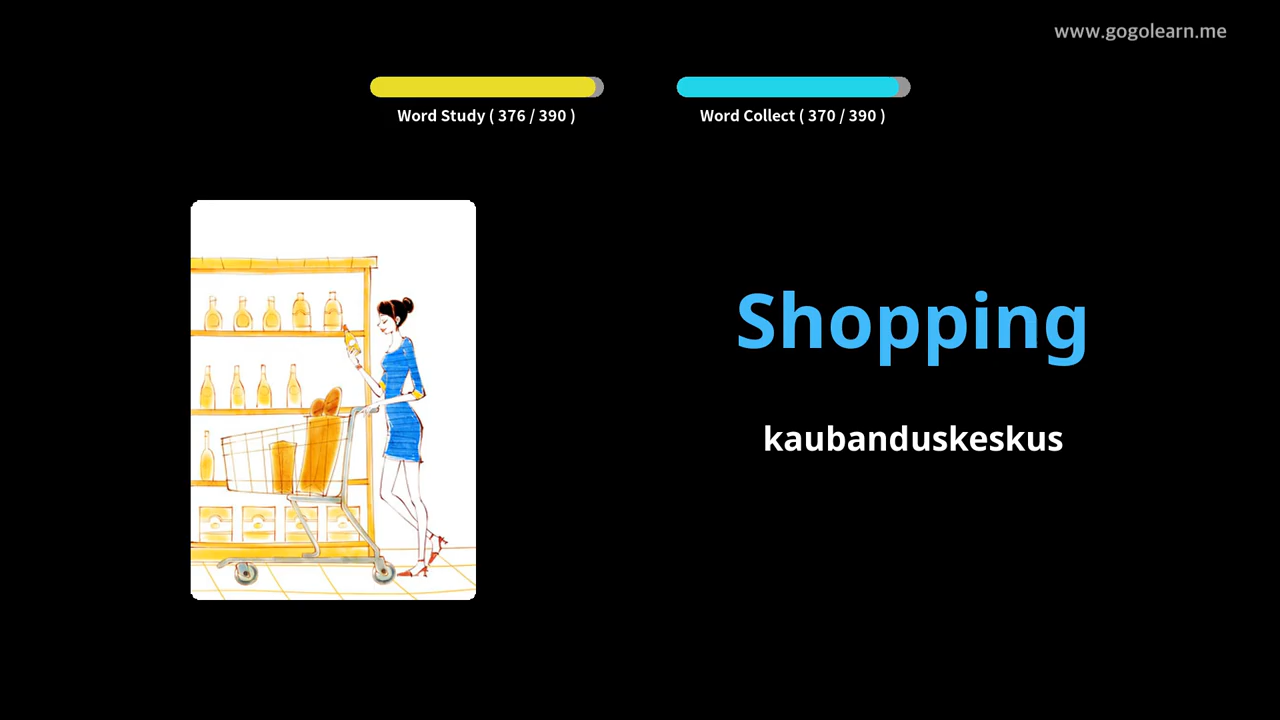 www.gogolearn.me
Word Study ( 376 / 390 )
Word Collect ( 370 / 390 )
Shopping
kaubanduskeskus